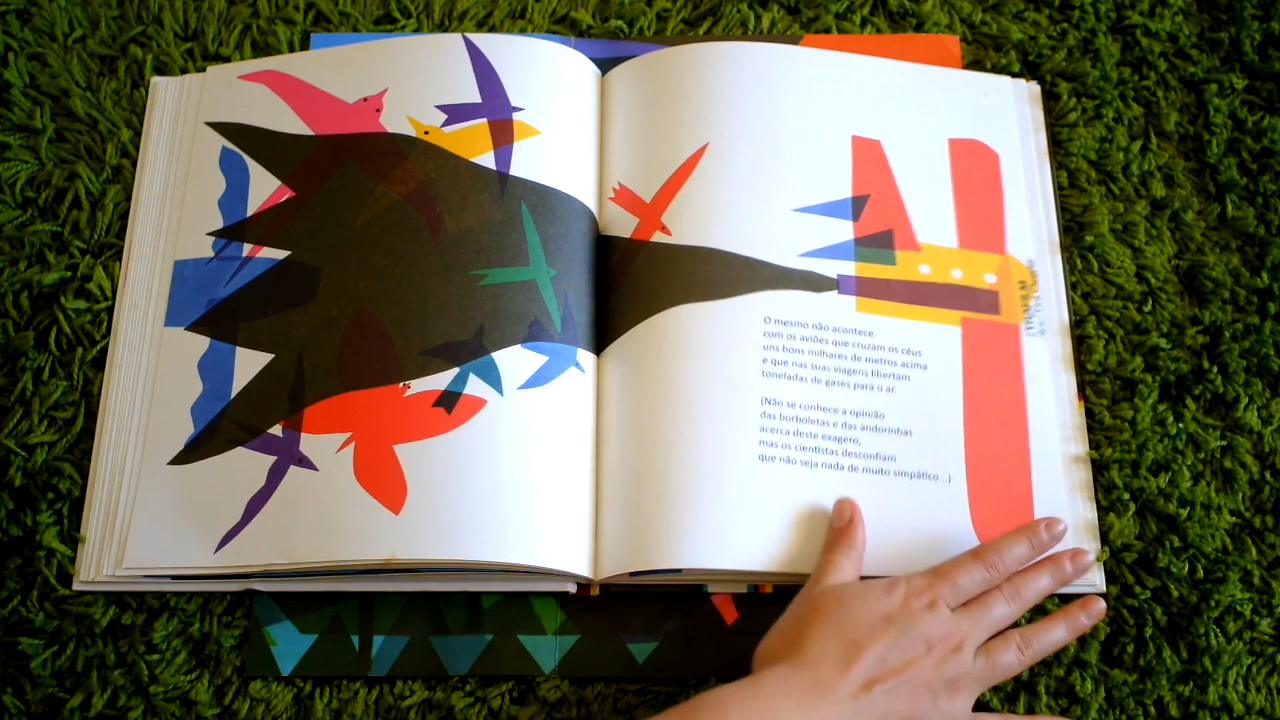 O mesmo não acontece
com os aviões que cruzam os céus
uns bons milhares de metros acima
e que nas suas viagens libertam
toneladas de gases para o ar.
(Não se conhece a opinião
das borboletas e das andorinhas
acerca deste exagero,
mas os cientistas desconfiam
que não seja nada de muito simpático...)